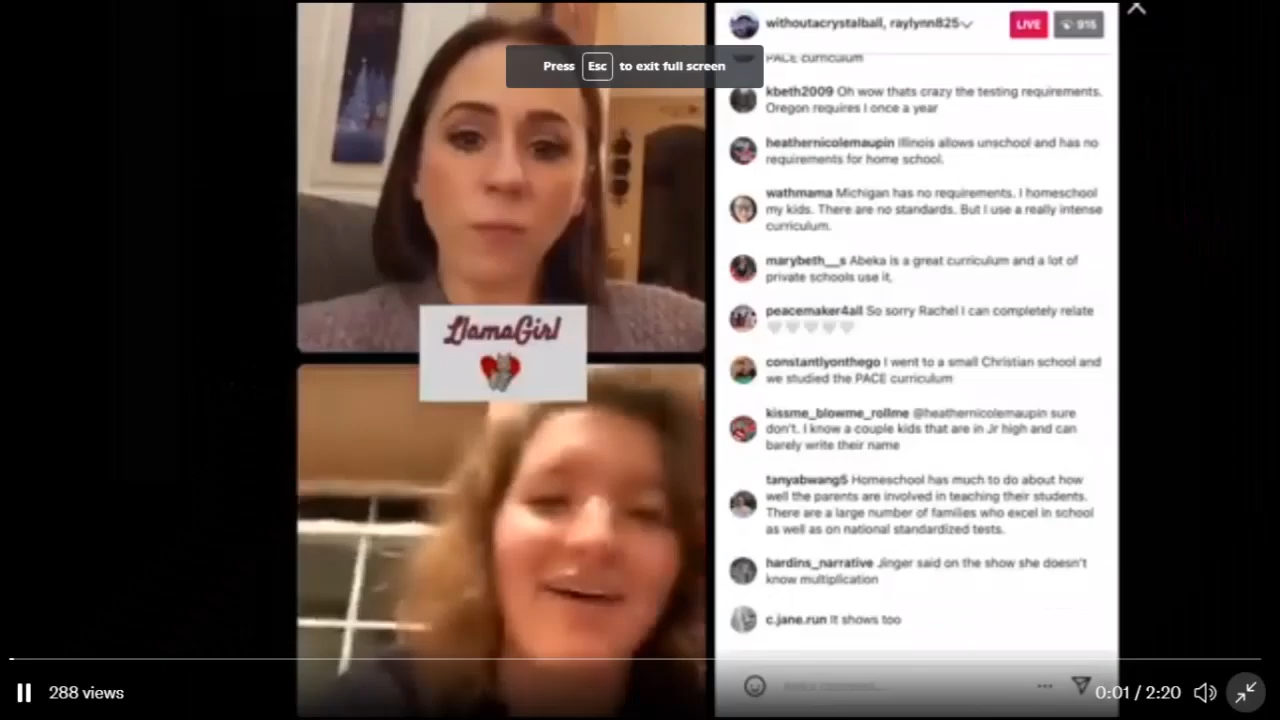 withoutacrystalball, raylynn825
LIVE
915
Press Esc to exit full screen
PACE curriculum
kbeth2009 Oh wow thats crazy the testing requirements.
Oregon requires I once a year
heathernicolemaupin Illinois allows unschool and has no
requirements for home school.
wathmama Michigan has no requirements. I homeschool
my kids. There are no standards. But I use a really intense
curriculum.
marybeth__s Abeka is a great curriculum and a lot of
private schools use it,
peacemaker4all So sorry Rachel I can completely relate
🤍🤍🤍🤍🤍
constantlyonthego I went to a small Christian school and
we studied the PACE curriculum
kissme_blowme_rollme @heathernicolemaupin sure
don't. I know a couple kids that are in Jr high and can
barely write their name
tanyabwang5 Homeschool has much to do about how
well the parents are involved in teaching their students.
There are a large number of families who excel in school
as well as on national standardized tests.
hardins_narrative Jinger said on the show she doesn't
know multiplication
c.jane.run It shows too
LlamaGirl
288 views
0:01 / 2:20